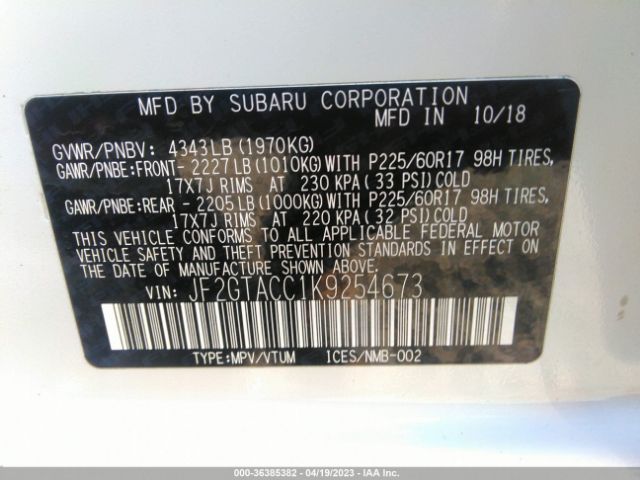 MFD BY SUBARU CORPORATION
MFD IN 10/18
GVWR/PNBV: 4343LB(1970KG)
GAWR/PNBE:FRONT- 2227LB(1010KG)WITH P225/60R17 98H TIRES,
17X7J RIMS AT 230 KPA(33 PSI)COLD
GAWR/PNBE:REAR - 2205LB(1000KG)WITH P225/60R17 98H TIRES,
17X7J RIMS AT 220 KPA(32 PSI)COLD
THIS VEHICLE CONFORMS TO ALL APPLICABLE FEDERAL MOTOR
VEHICLE SAFETY AND THEFT PREVENTION STANDARDS IN EFFECT ON
THE DATE OF MANUFACTURE SHOWN ABOVE.
VIN: JF2GTACC1K9254673
TYPE:MPV/VTUM ICES/NMB-002
000-36385382 - 04/19/2023 - IAAI.COM